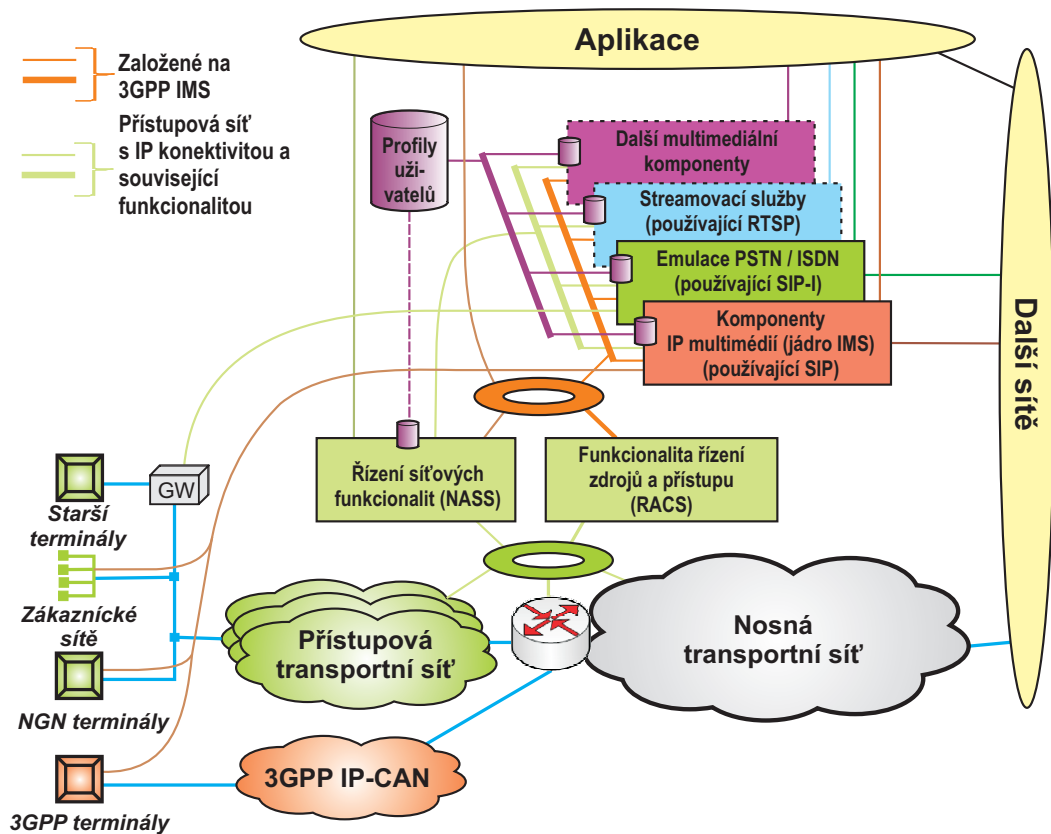 Aplikace
Založené na
3GPP IMS
Přístupová síť
s IP konektivitou a
související
funkcionalitou
Profily
uži-
vatelů
Další multimediální
komponenty
Streamovací služby
(používající RTSP)
Emulace PSTN / ISDN
(používající SIP-I)
Komponenty
IP multimédií (jádro IMS)
(používající SIP)
Další sítě
Řízení síťových
funkcionalit (NASS)
Funkcionalita řízení
zdrojů a přístupu
(RACS)
GW
Starší
terminály
Zákaznícké
sítě
NGN terminály
3GPP terminály
Přístupová
transportní síť
Nosná
transportní síť
3GPP IP-CAN